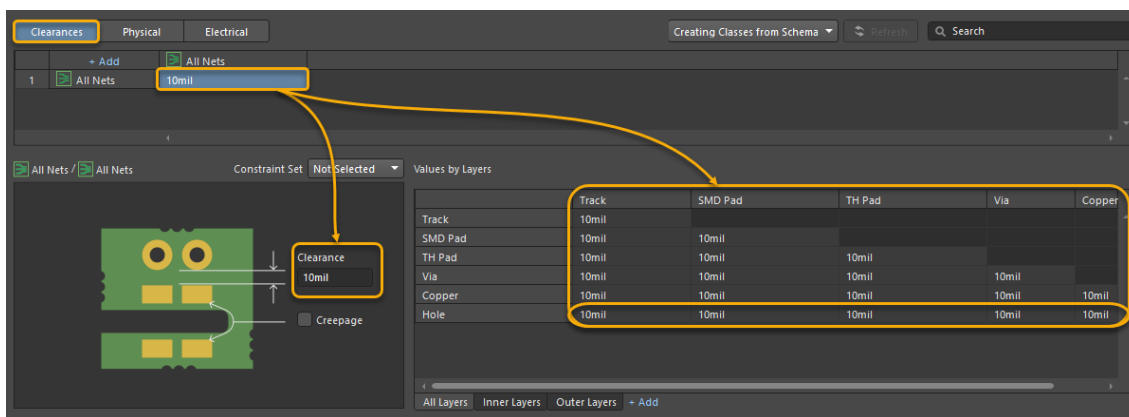 Clearances Physical Electrical Creating Classes from Schema Refresh Search
+ Add All Nets
1 All Nets 10mil
All Nets / All Nets Constraint Set Not Selected Values by Layers
Track SMD Pad TH Pad Via Copper
Track 10mil
SMD Pad 10mil 10mil
TH Pad 10mil 10mil 10mil
Via 10mil 10mil 10mil 10mil
Copper 10mil 10mil 10mil 10mil 10mil
Hole 10mil 10mil 10mil 10mil 10mil
Clearance
10mil
Creepage
All Layers Inner Layers Outer Layers + Add